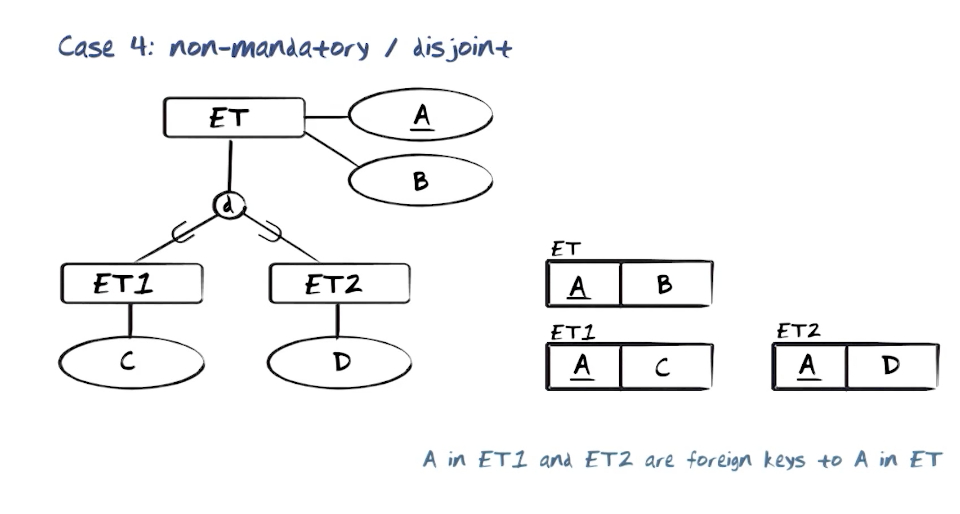 Case 4: non-mandatory / disjoint
ET
A
B
d
ET1
ET2
C
D
ET
A B
ET1
A C
ET2
A D
A in ET1 and ET2 are foreign keys to A in ET